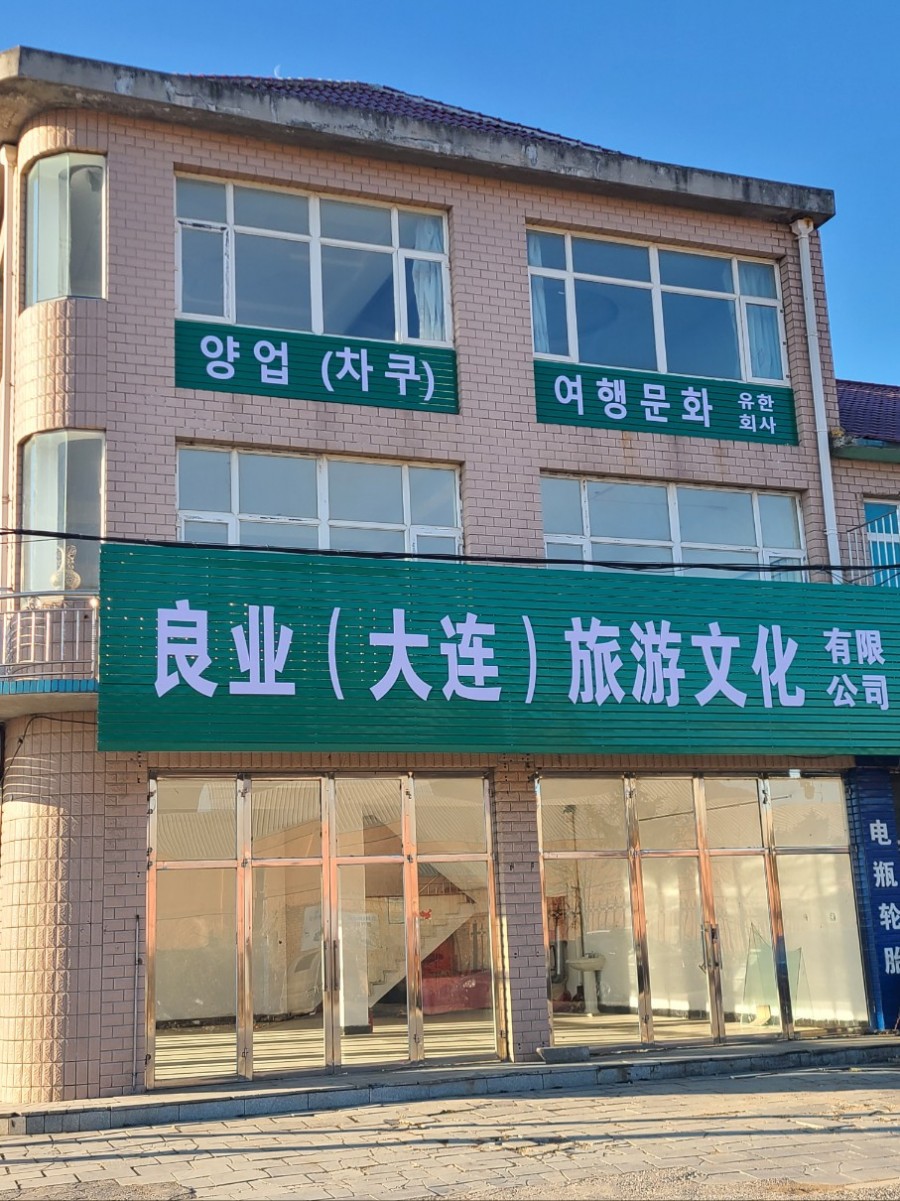 양업 (차쿠)
여행문화 유한
회사
良业（大连）旅游文化 有限
公司
电
瓶
轮
胎